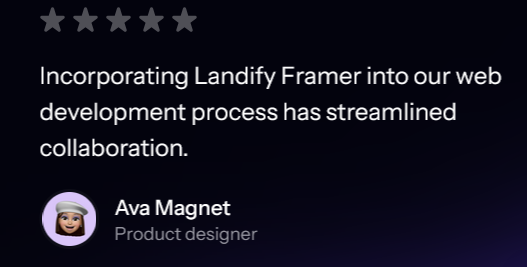 Incorporating Landify Framer into our web
development process has streamlined
collaboration.
Ava Magnet
Product designer